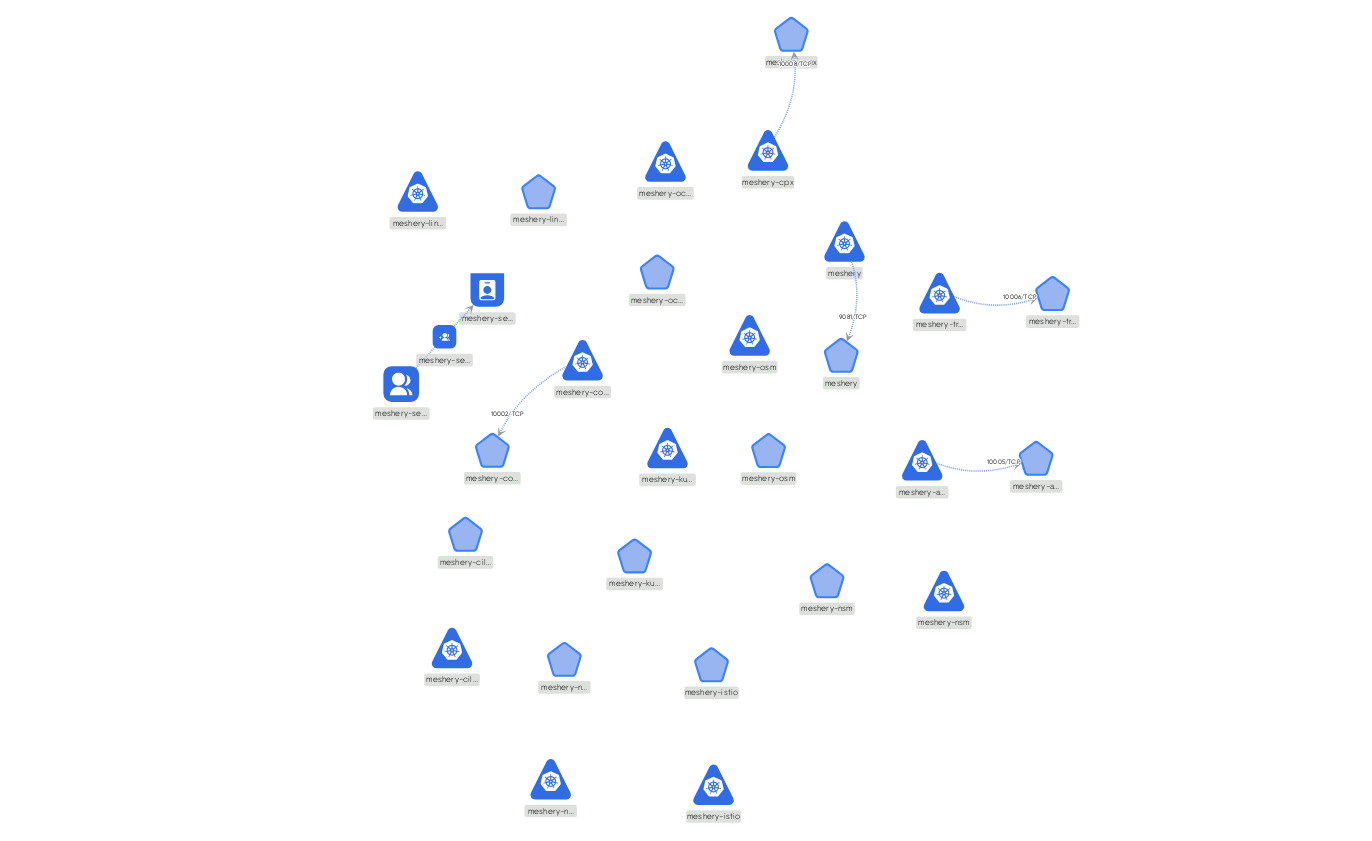 10008/TCP
meshery-cpx
meshery-oc...
meshery-lin...
meshery-lin...
meshery
meshery-oc...
10006/TCP
meshery-tr...
meshery-tr...
meshery-se...
9081/TCP
meshery-se...
meshery-osm
meshery
meshery-co...
meshery-se...
10002/TCP
10005/TCP
meshery-co...
meshery-ku...
meshery-osm
meshery-a...
meshery-a...
meshery-cil...
meshery-ku...
meshery-nsm
meshery-nsm
meshery-cil...
meshery-n...
meshery-istio
meshery-n...
meshery-istio